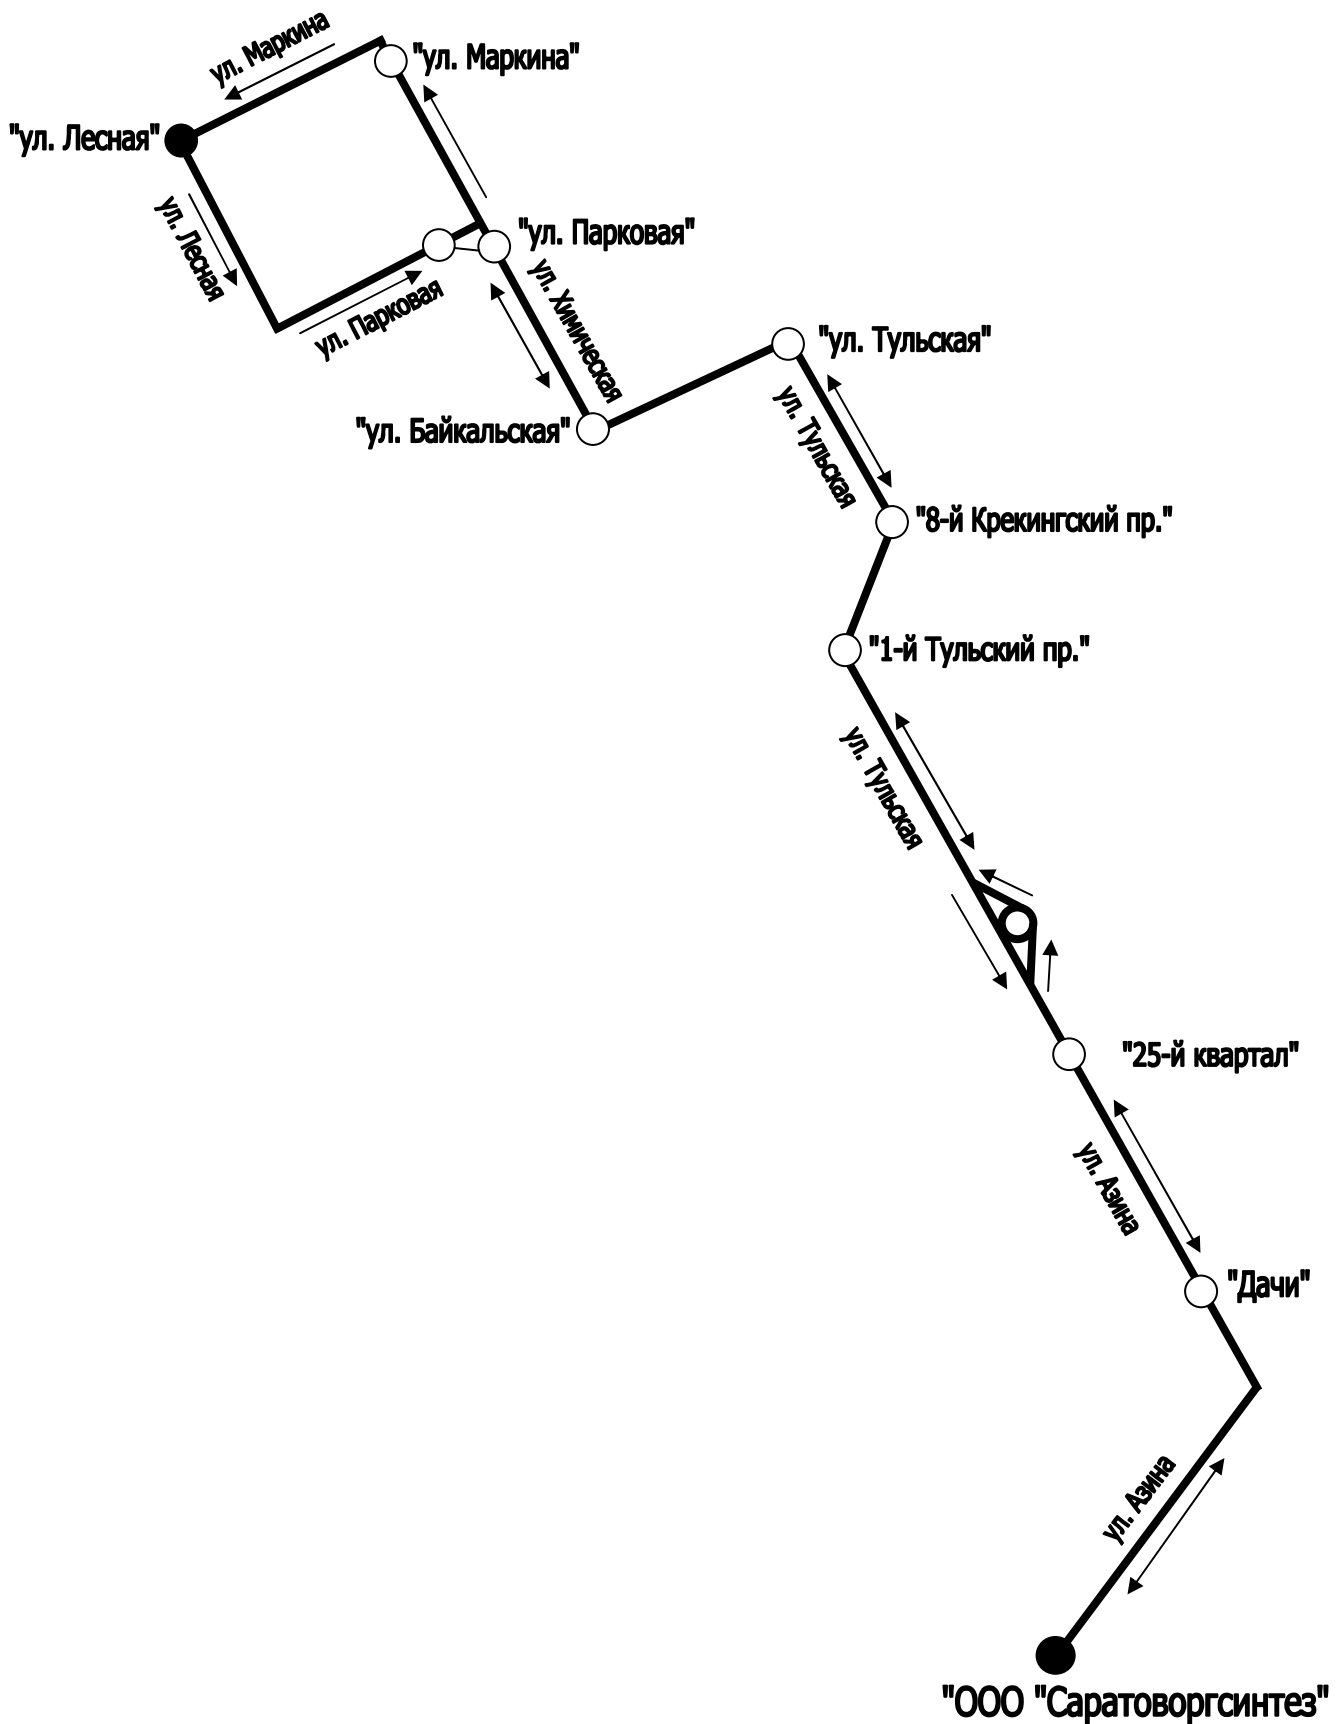 ул. Маркина
"ул. Маркина"
"ул. Лесная"
ул. Лесная
"ул. Парковая"
ул. Парковая
ул. Химическая
"ул. Тульская"
ул. Тульская
"ул. Байкальская"
"8-й Крекингский пр."
"1-й Тульский пр."
ул. Тульская
"25-й квартал"
ул. Азина
"Дачи"
ул. Азина
"ООО "Саратоворгсинтез"